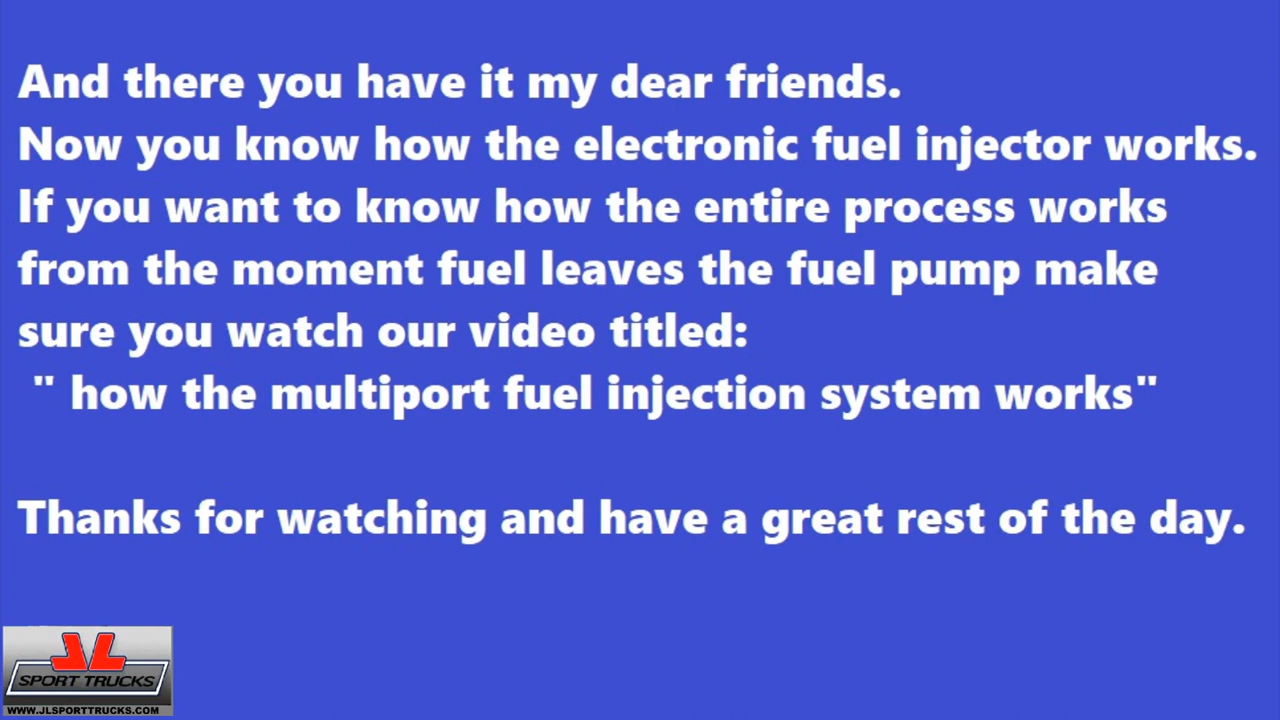 And there you have it my dear friends.
Now you know how the electronic fuel injector works.
If you want to know how the entire process works
from the moment fuel leaves the fuel pump make
sure you watch our video titled:
" how the multiport fuel injection system works"
Thanks for watching and have a great rest of the day.
JL
SPORT TRUCKS
WWW.JLSPORTTRUCKS.COM